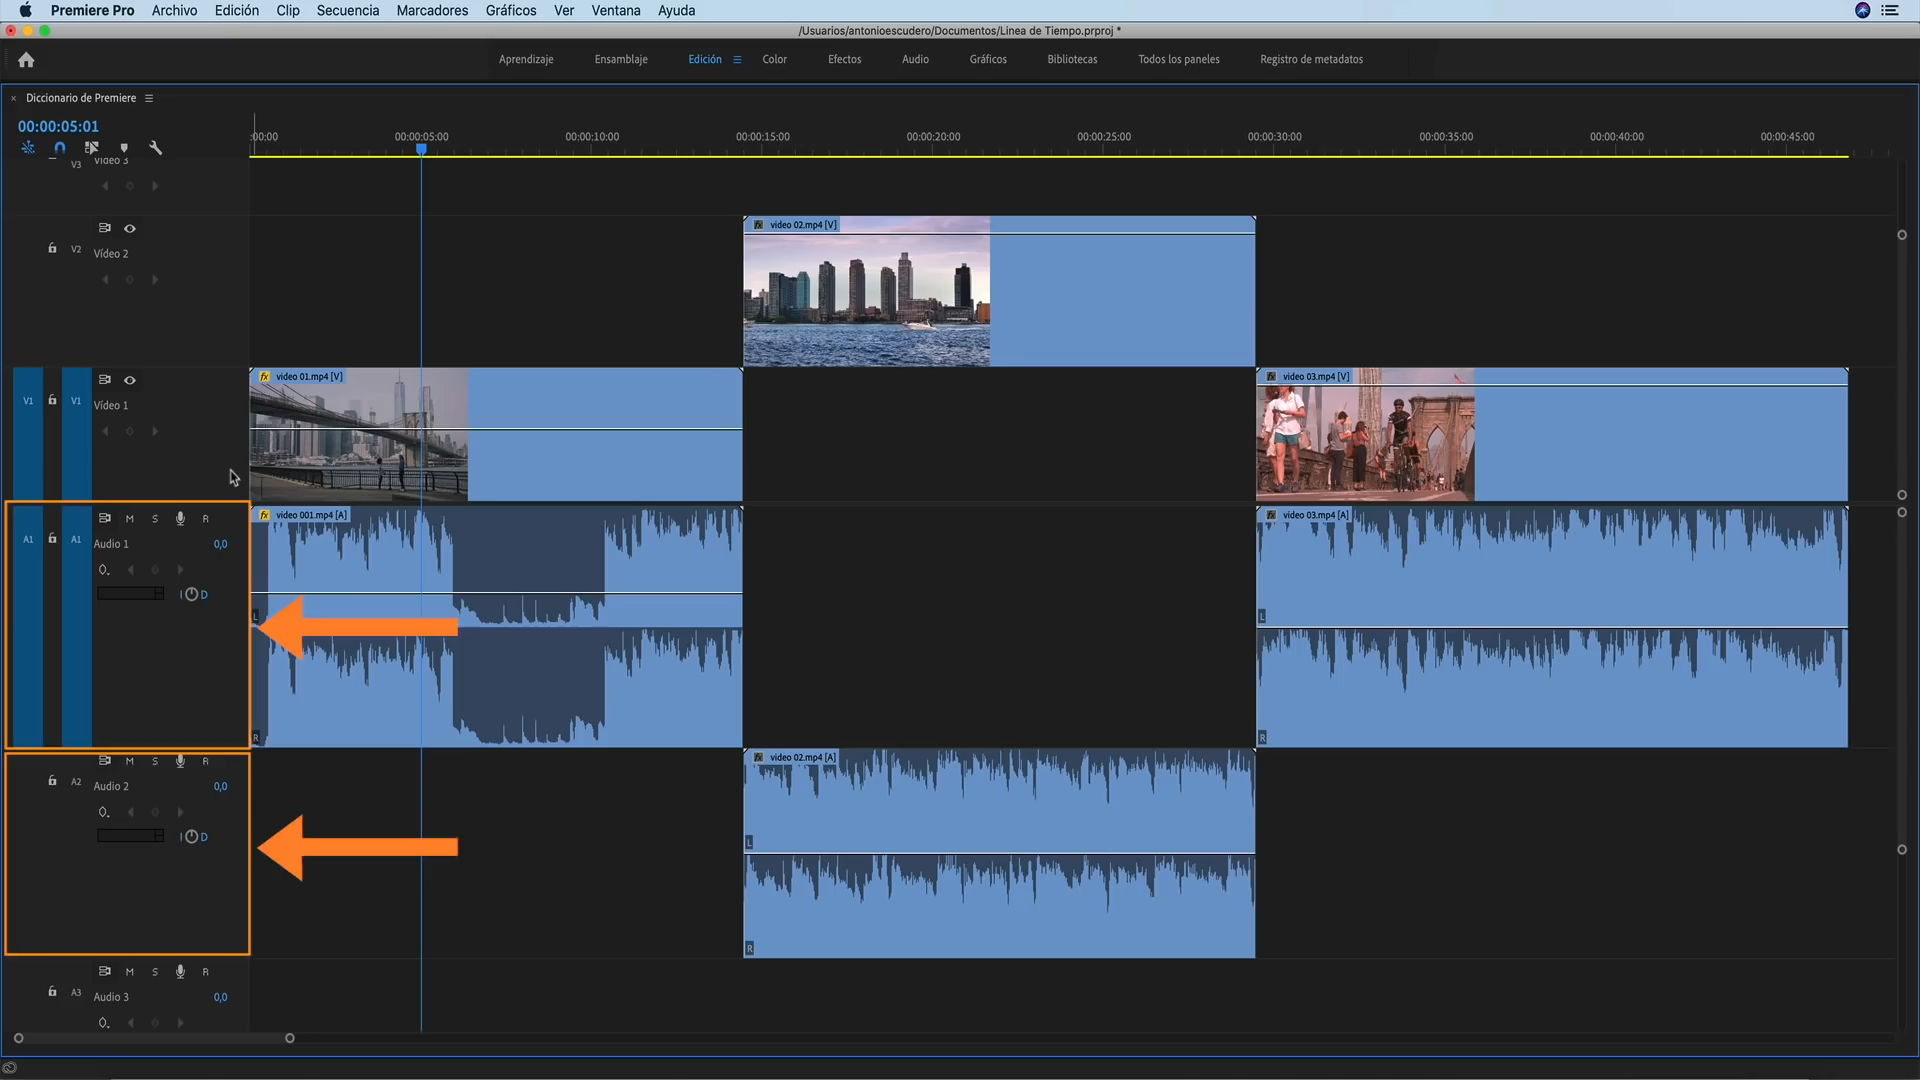 Premiere Pro Archivo Edición Clip Secuencia Marcadores Gráficos Ver Ventana Ayuda
/Usuarios/antonioescudero/Documentos/Linea de Tiempo.prproj *
Aprendizaje Ensamblaje Edición Color Efectos Audio Gráficos Bibliotecas Todos los paneles Registro de metadatos
× Diccionario de Premiere
00:00:05:01
:00:00 00:00:05:00 00:00:10:00 00:00:15:00 00:00:20:00 00:00:25:00 00:00:30:00 00:00:35:00 00:00:40:00 00:00:45:00
V3 Vídeo 3
video 02.mp4 [V]
V2 Vídeo 2
video 01.mp4 [V] video 03.mp4 [V]
V1 V1 Vídeo 1
M S R video 001.mp4 [A] video 03.mp4 [A]
A1 A1 Audio 1 0,0
I D
L L
R R
M S R video 02.mp4 [A]
A2 Audio 2 0,0
I D
L
R
M S R
A3 Audio 3 0,0